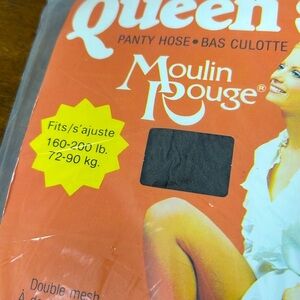 Queen
PANTY HOSE • BAS CULOTTE
Moulin
Rouge®
Fits/s'ajuste
160-200 lb.
72-90 kg.
Double mesh